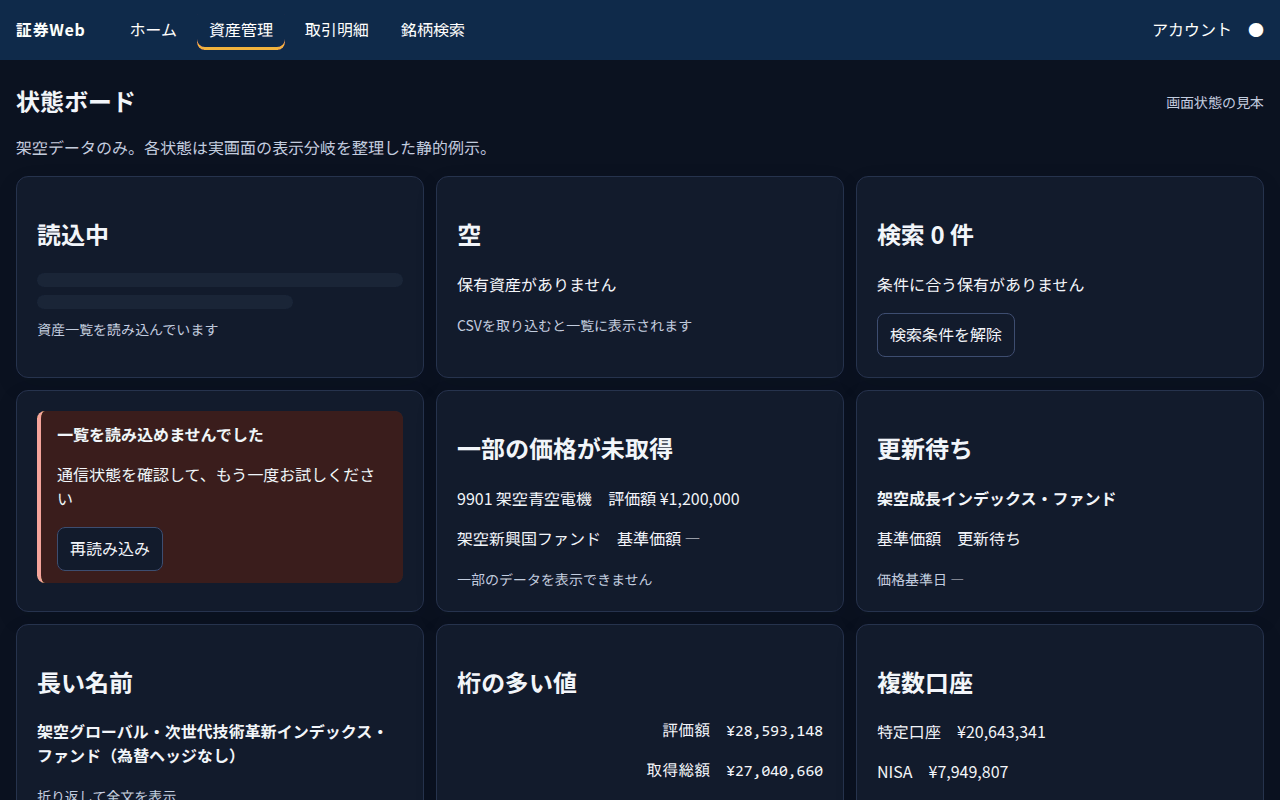 証券Web ホーム 資産管理 取引明細 銘柄検索 アカウント
状態ボード 画面状態の見本
架空データのみ。各状態は実画面の表示分岐を整理した静的例示。
読込中
資産一覧を読み込んでいます
空
保有資産がありません
CSVを取り込むと一覧に表示されます
検索 0 件
条件に合う保有がありません
検索条件を解除
一覧を読み込めませんでした
通信状態を確認して、もう一度お試しくださ
い
再読み込み
一部の価格が未取得
9901 架空青空電機　評価額 ¥1,200,000
架空新興国ファンド　基準価額 —
一部のデータを表示できません
更新待ち
架空成長インデックス・ファンド
基準価額　更新待ち
価格基準日 —
長い名前
架空グローバル・次世代技術革新インデックス・
ファンド（為替ヘッジなし）
折り返して全文を表示
桁の多い値
評価額　¥28,593,148
取得総額　¥27,040,660
複数口座
特定口座　¥20,643,341
NISA　¥7,949,807